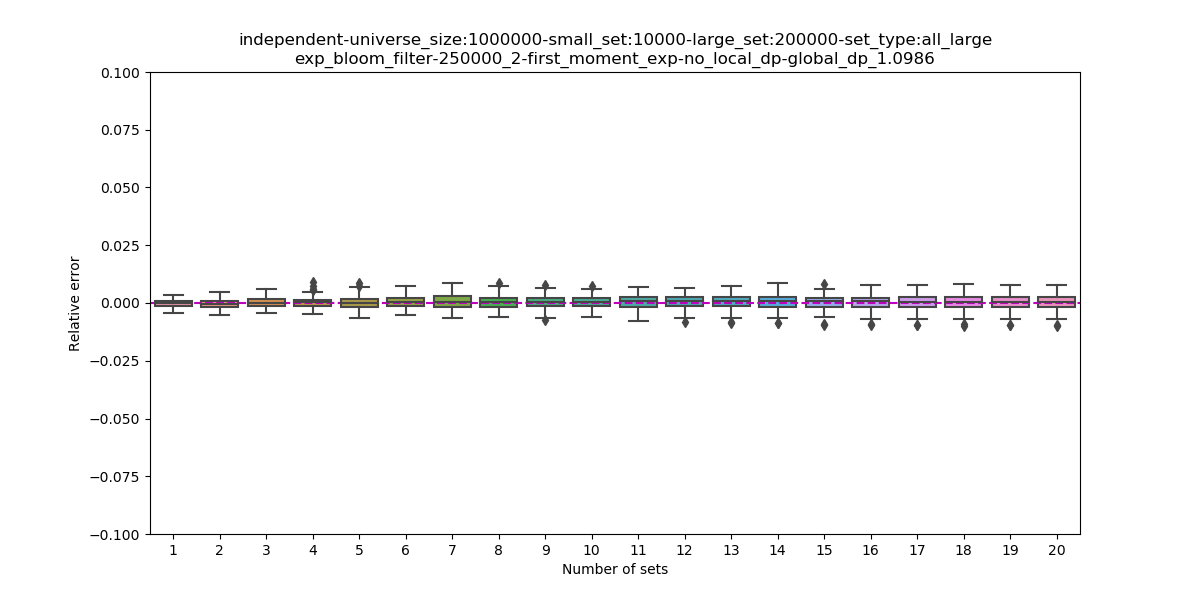 independent-universe_size:1000000-small_set:10000-large_set:200000-set_type:all_large
exp_bloom_filter-250000_2-first_moment_exp-no_local_dp-global_dp_1.0986
0.100
0.075
0.050
0.025
0.000
−0.025
−0.050
−0.075
−0.100
Relative error
1 2 3 4 5 6 7 8 9 10 11 12 13 14 15 16 17 18 19 20
Number of sets